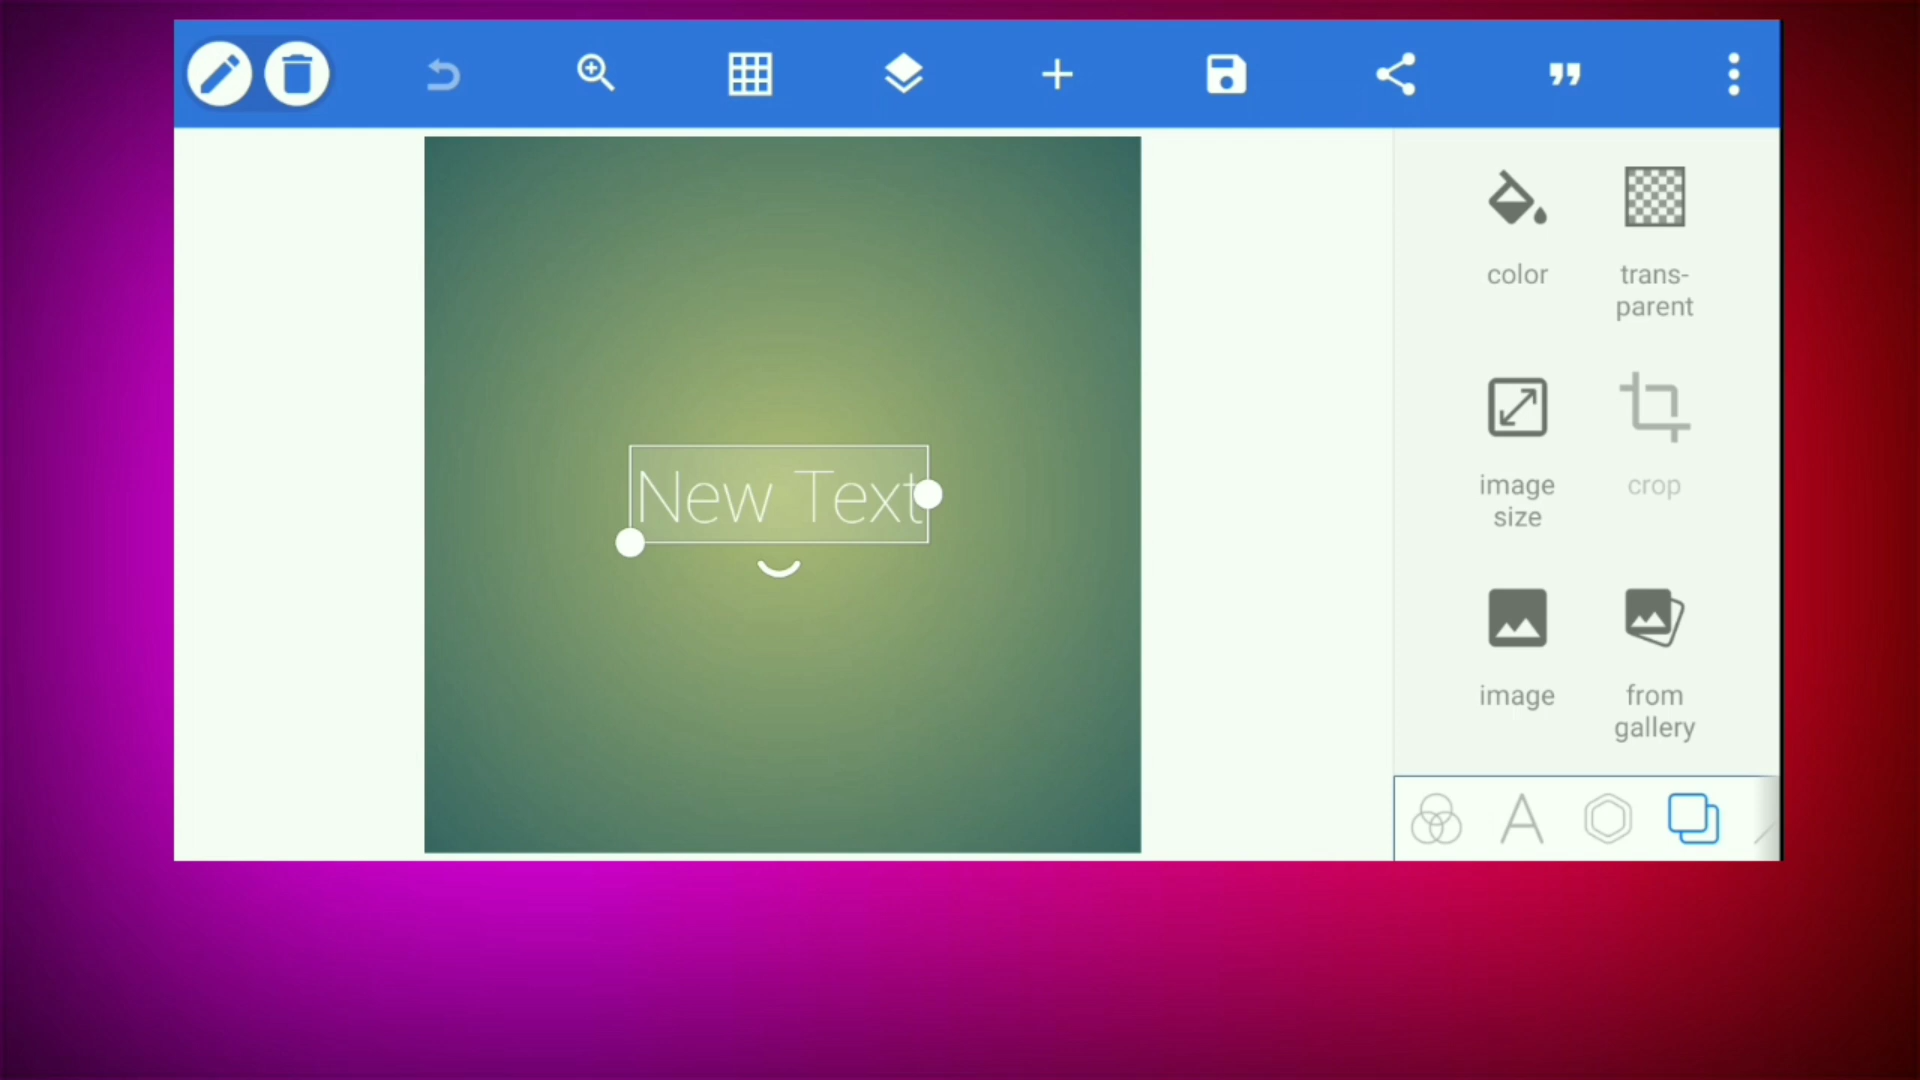 color
trans-
parent
New Text
image
size
crop
image
from
gallery